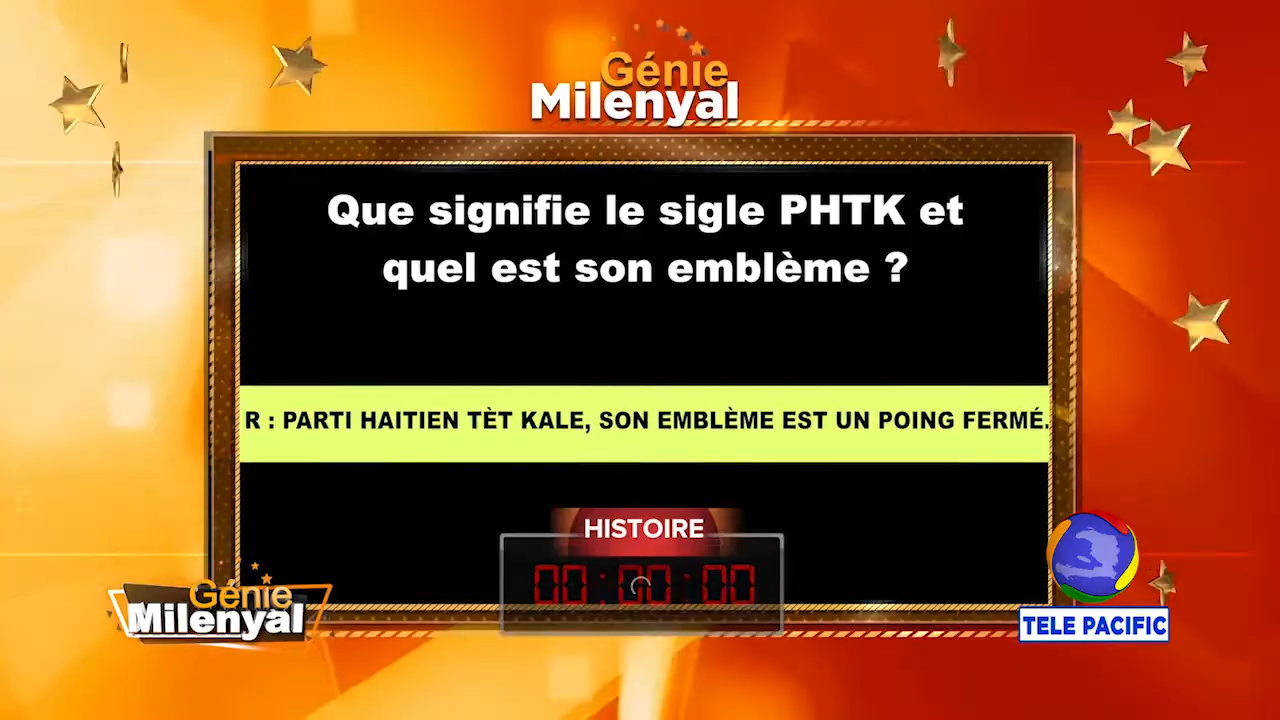 Génie
Milenyal
Que signifie le sigle PHTK et
quel est son emblème ?
R : PARTI HAITIEN TÈT KALE, SON EMBLÈME EST UN POING FERMÉ.
HISTOIRE
00:00:00
Génie
Milenyal
TELE PACIFIC